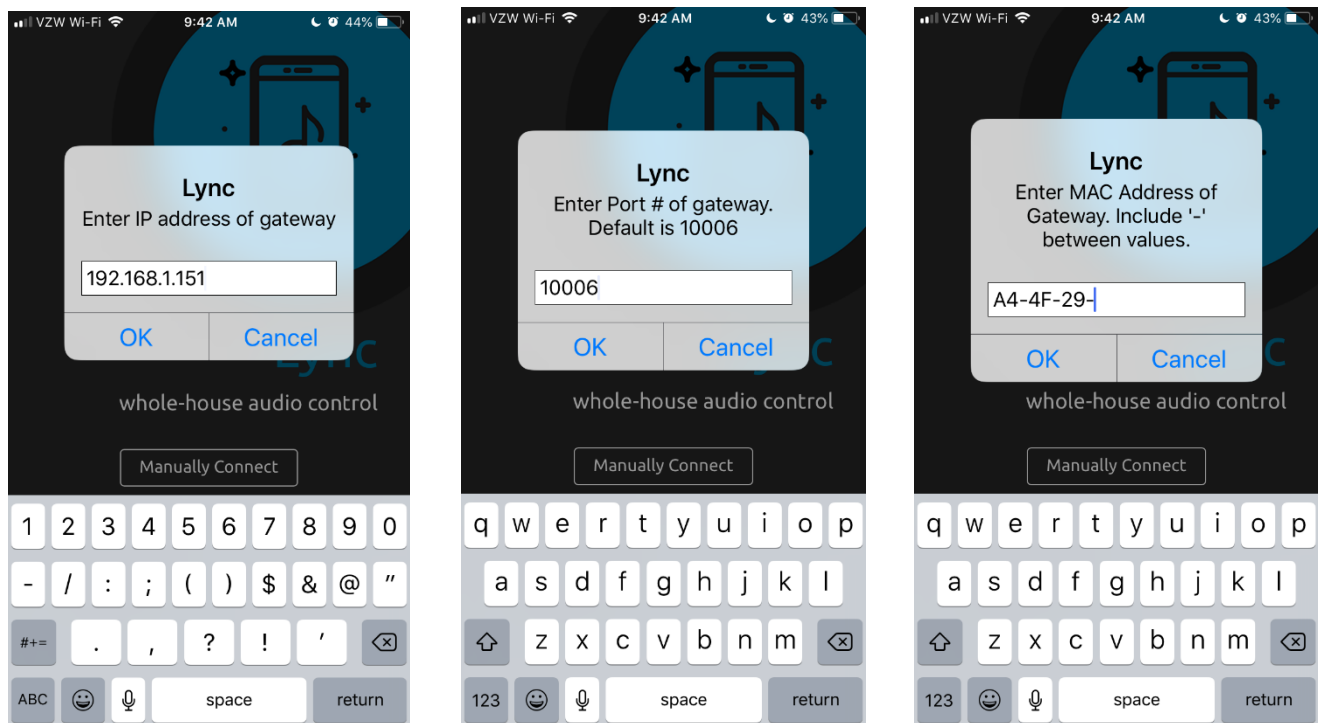 VZW Wi-Fi 9:42 AM 44%
Lync
Enter IP address of gateway
192.168.1.151
OK Cancel
Lync
whole-house audio control
Manually Connect
1 2 3 4 5 6 7 8 9 0
- / : ; ( ) $ & @ "
#+= . , ? ! '
ABC space return
VZW Wi-Fi 9:42 AM 43%
Lync
Enter Port # of gateway.
Default is 10006
10006
OK Cancel
Lync
whole-house audio control
Manually Connect
q w e r t y u i o p
a s d f g h j k l
z x c v b n m
123 space return
VZW Wi-Fi 9:42 AM 43%
Lync
Enter MAC Address of
Gateway. Include '-'
between values.
A4-4F-29-
OK Cancel
c
whole-house audio control
Manually Connect
q w e r t y u i o p
a s d f g h j k l
z x c v b n m
123 space return